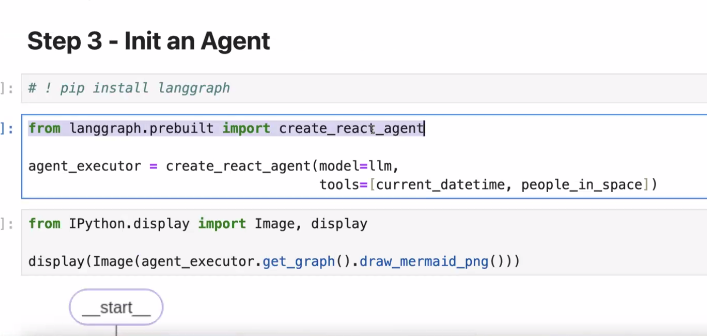 Step 3 - Init an Agent
]: # ! pip install langgraph
]: from langgraph.prebuilt import create_react_agent
agent_executor = create_react_agent(model=llm,
tools=[current_datetime, people_in_space])
]: from IPython.display import Image, display
display(Image(agent_executor.get_graph().draw_mermaid_png()))
__start__